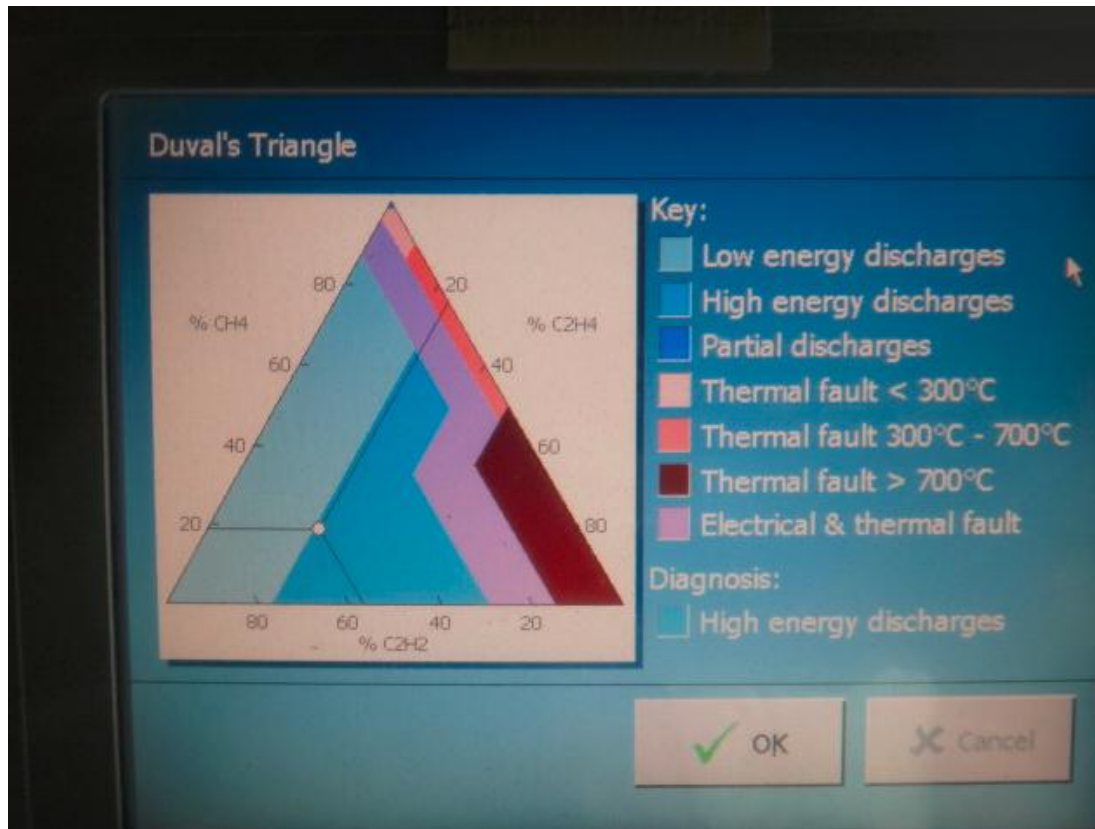 Duval's Triangle
Key:
Low energy discharges
High energy discharges
Partial discharges
Thermal fault < 300°C
Thermal fault 300°C - 700°C
Thermal fault > 700°C
Electrical & thermal fault
Diagnosis:
High energy discharges
80
20
% CH4
% C2H4
60
40
40
60
20
80
80
60
40
20
% C2H2
OK
Cancel